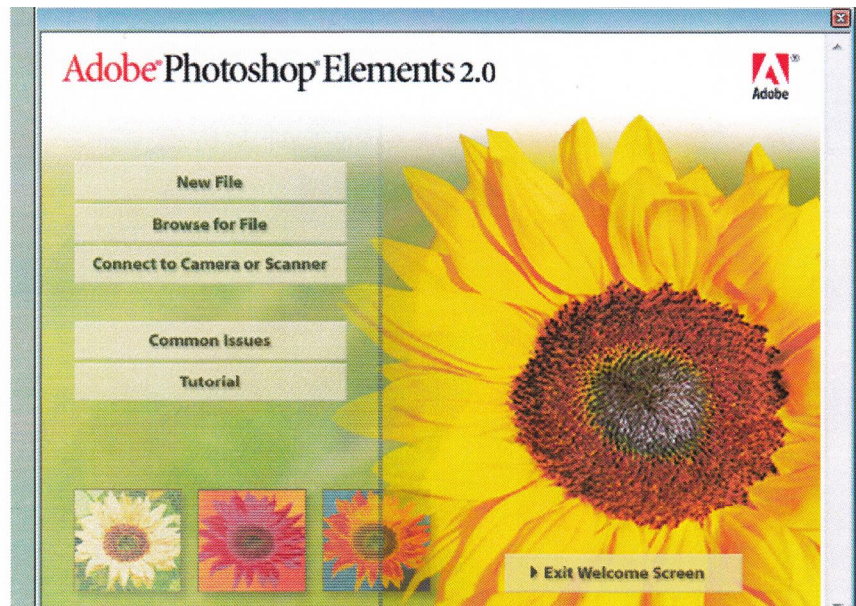 Adobe® Photoshop® Elements 2.0
Adobe®
New File
Browse for File
Connect to Camera or Scanner
Common Issues
Tutorial
Exit Welcome Screen